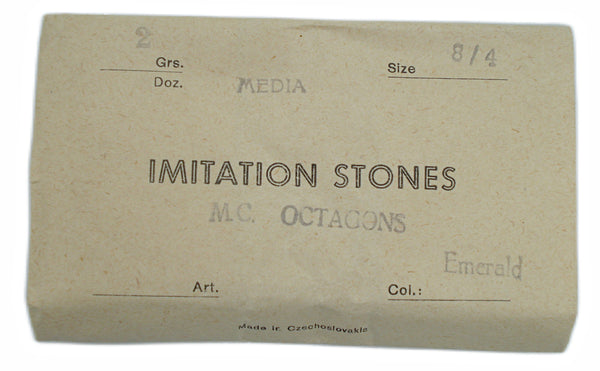 2 Grs. Size 8/4
Doz. MEDIA
IMITATION STONES
M.C. OCTAGONS
Emerald
Art. Col.:
Made in Czechoslovakia